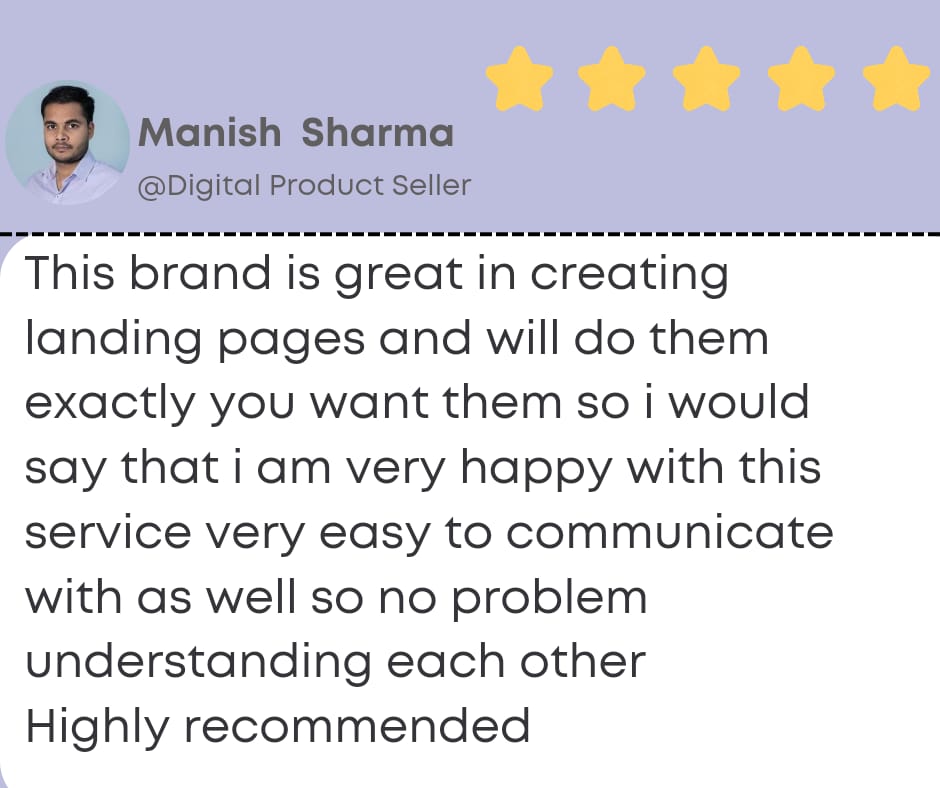 Manish Sharma
@Digital Product Seller
This brand is great in creating
landing pages and will do them
exactly you want them so i would
say that i am very happy with this
service very easy to communicate
with as well so no problem
understanding each other
Highly recommended